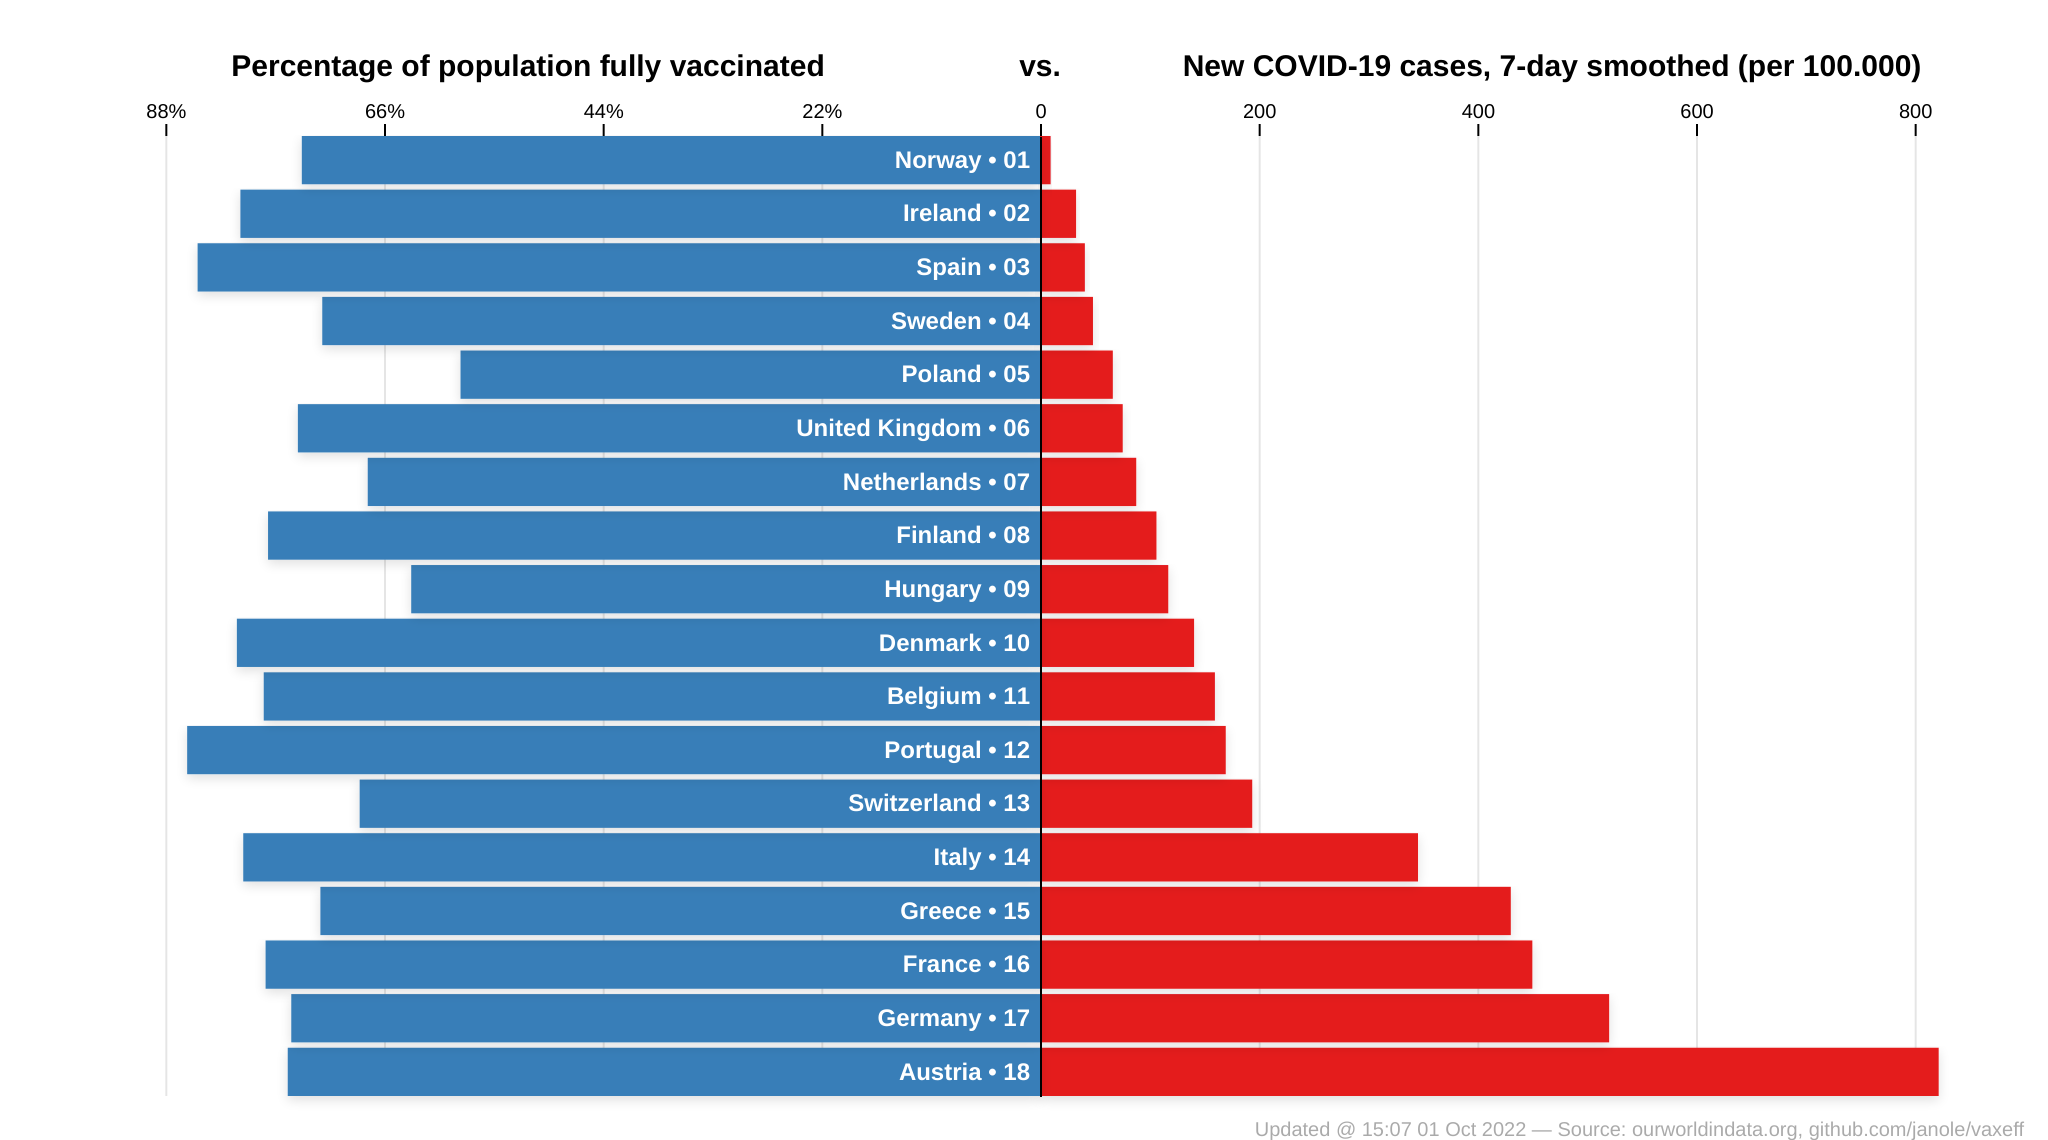 Percentage of population fully vaccinated vs. New COVID-19 cases, 7-day smoothed (per 100.000)
88% 66% 44% 22% 0 200 400 600 800
Norway • 01
Ireland • 02
Spain • 03
Sweden • 04
Poland • 05
United Kingdom • 06
Netherlands • 07
Finland • 08
Hungary • 09
Denmark • 10
Belgium • 11
Portugal • 12
Switzerland • 13
Italy • 14
Greece • 15
France • 16
Germany • 17
Austria • 18
Updated @ 15:07 01 Oct 2022 — Source: ourworldindata.org, github.com/janole/vaxeff